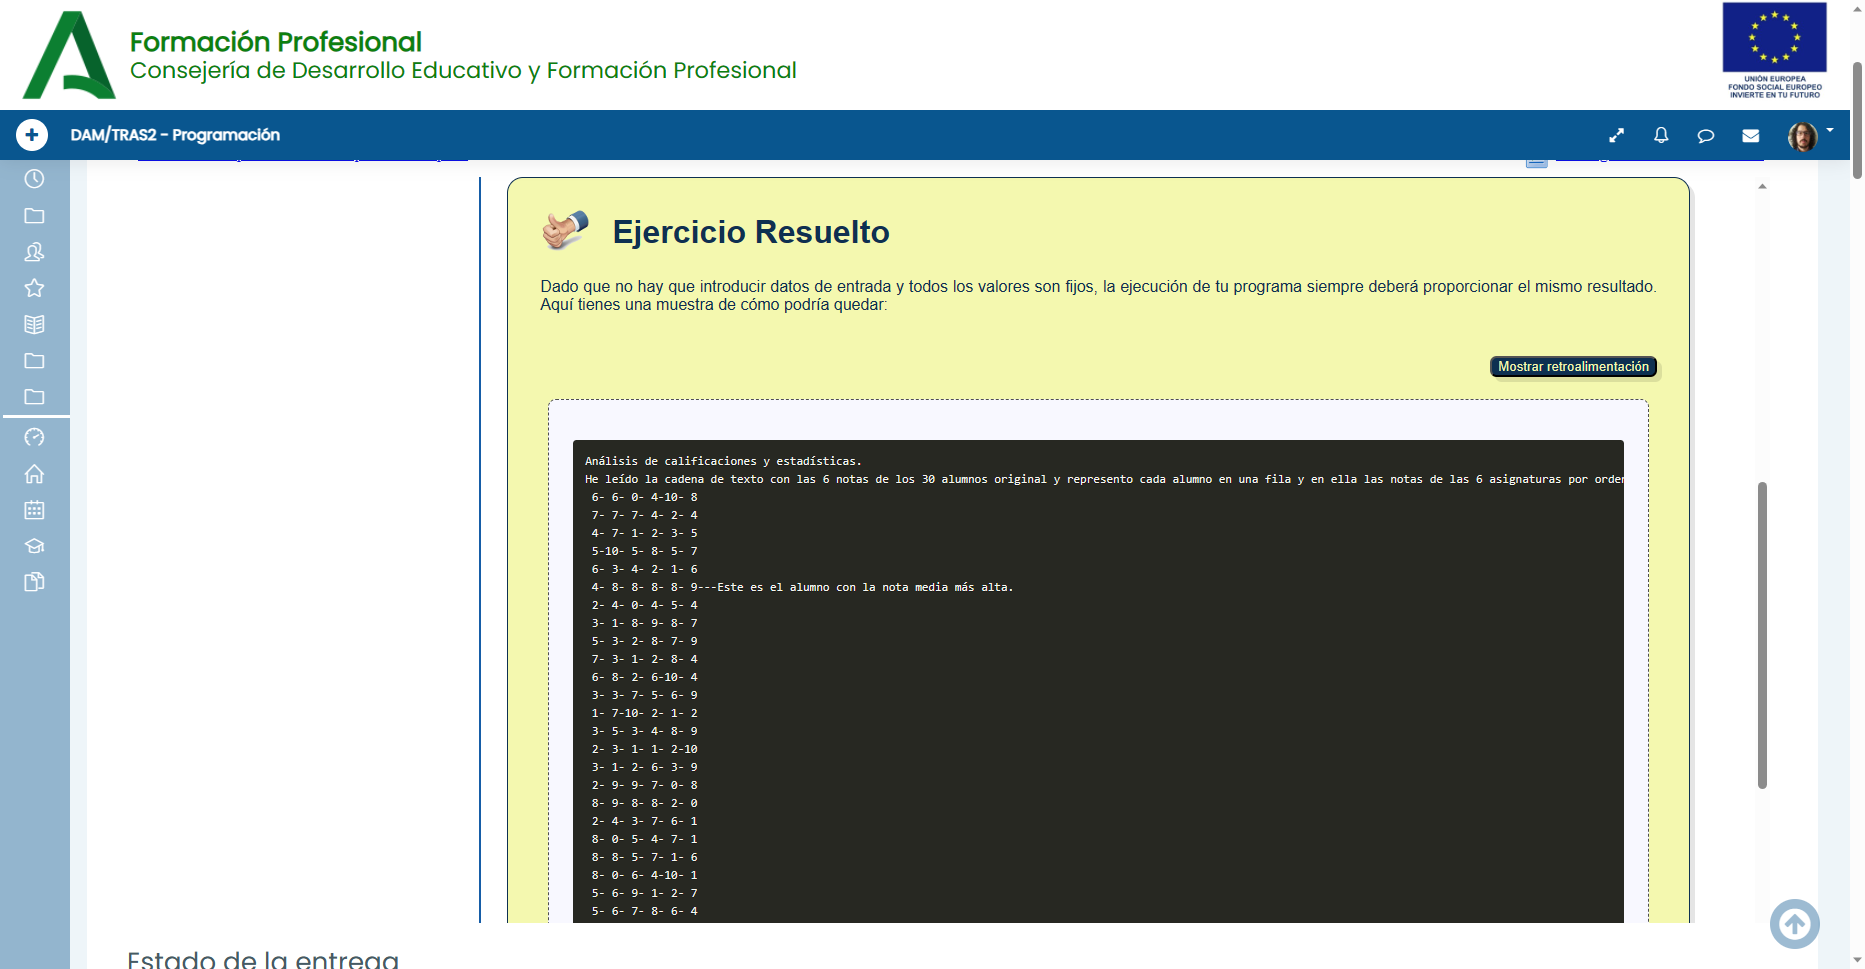 Formación Profesional
Consejería de Desarrollo Educativo y Formación Profesional
UNIÓN EUROPEA
FONDO SOCIAL EUROPEO
INVIERTE EN TU FUTURO
DAM/TRAS2 - Programación
Ejercicio Resuelto
Dado que no hay que introducir datos de entrada y todos los valores son fijos, la ejecución de tu programa siempre deberá proporcionar el mismo resultado.
Aquí tienes una muestra de cómo podría quedar:
Mostrar retroalimentación
Análisis de calificaciones y estadísticas.
He leído la cadena de texto con las 6 notas de los 30 alumnos original y represento cada alumno en una fila y en ella las notas de las 6 asignaturas por orden
6- 6- 0- 4-10- 8
7- 7- 7- 4- 2- 4
4- 7- 1- 2- 3- 5
5-10- 5- 8- 5- 7
6- 3- 4- 2- 1- 6
4- 8- 8- 8- 8- 9---Este es el alumno con la nota media más alta.
2- 4- 0- 4- 5- 4
3- 1- 8- 9- 8- 7
5- 3- 2- 8- 7- 9
7- 3- 1- 2- 8- 4
6- 8- 2- 6-10- 4
3- 3- 7- 5- 6- 9
1- 7-10- 2- 1- 2
3- 5- 3- 4- 8- 9
2- 3- 1- 1- 2-10
3- 1- 2- 6- 3- 9
2- 9- 9- 7- 0- 8
8- 9- 8- 8- 2- 0
2- 4- 3- 7- 6- 1
8- 0- 5- 4- 7- 1
8- 8- 5- 7- 1- 6
8- 0- 6- 4-10- 1
5- 6- 9- 1- 2- 7
5- 6- 7- 8- 6- 4
Estado de la entrega